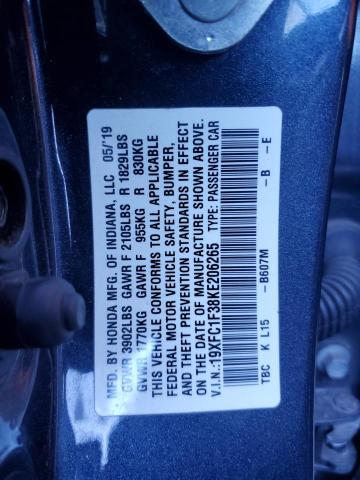 MFD. BY HONDA MFG. OF INDIANA, LLC 05/'19
GVWR 3902LBS GAWR F 2105LBS R 1829LBS
GVWR 1770KG GAWR F 955KG R 830KG
THIS VEHICLE CONFORMS TO ALL APPLICABLE
FEDERAL MOTOR VEHICLE SAFETY, BUMPER,
AND THEFT PREVENTION STANDARDS IN EFFECT
ON THE DATE OF MANUFACTURE SHOWN ABOVE.
V.I.N.:19XFC1F38KE206265 TYPE: PASSENGER CAR
TBC K L15 -B607M -B -E